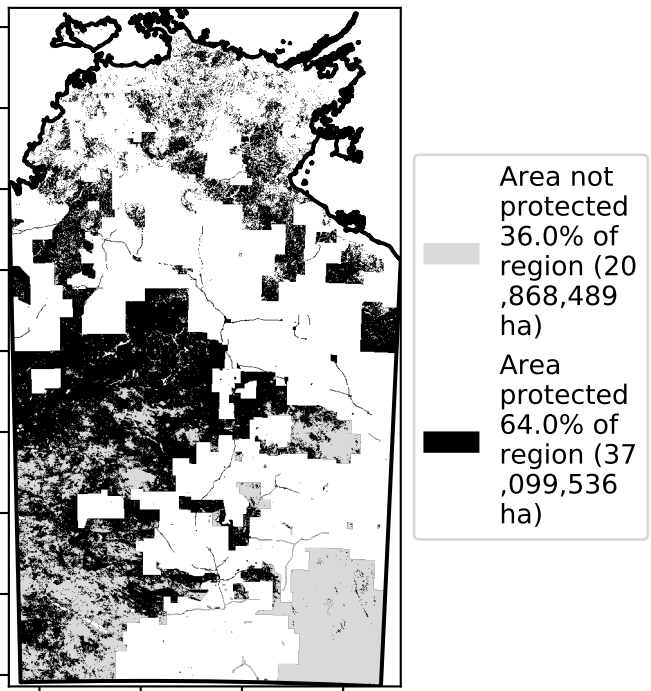 Area not
protected
36.0% of
region (20
,868,489
ha)
Area
protected
64.0% of
region (37
,099,536
ha)